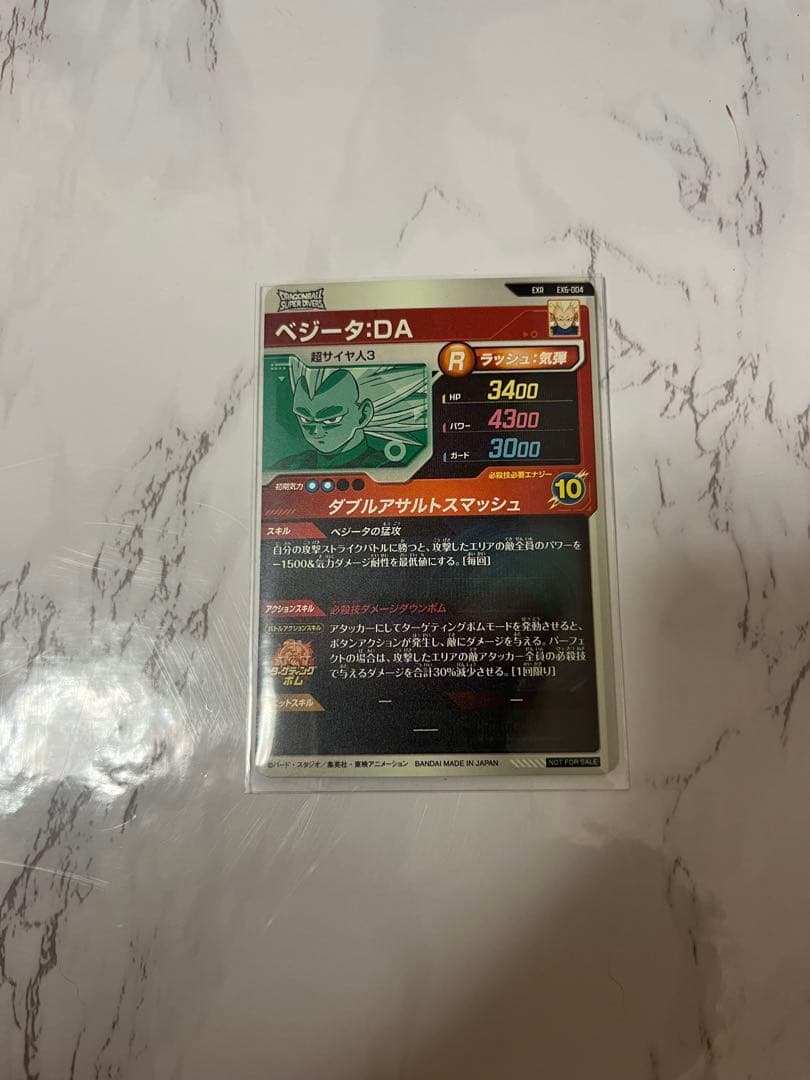 DRAGONBALL
SUPER DIVERS
EXR EX6-004
ベジータ:DA
超サイヤ人3
R ラッシュ:気弾
HP 3400
パワー 4300
ガード 3000
初期気力
必殺技必要エナジー
10
ダブルアサルトスマッシュ
スキル ベジータの猛攻
自分の攻撃ストライクバトルに勝つと、攻撃したエリアの敵全員のパワーを
-1500&気力ダメージ耐性を最低値にする。[毎回]
アクションスキル 必殺技ダメージダウンボム
バトルアクションスキル
ターゲティング
ボム
アタッカーにしてターゲティングボムモードを発動させると、
ボタンアクションが発生し、敵にダメージを与える。パーフェ
クトの場合は、攻撃したエリアの敵アタッカー全員の必殺技
で与えるダメージを合計30%減少させる。[1回限り]
ユニットスキル — —
—
©バード・スタジオ/集英社・東映アニメーション BANDAI MADE IN JAPAN
NOT FOR SALE